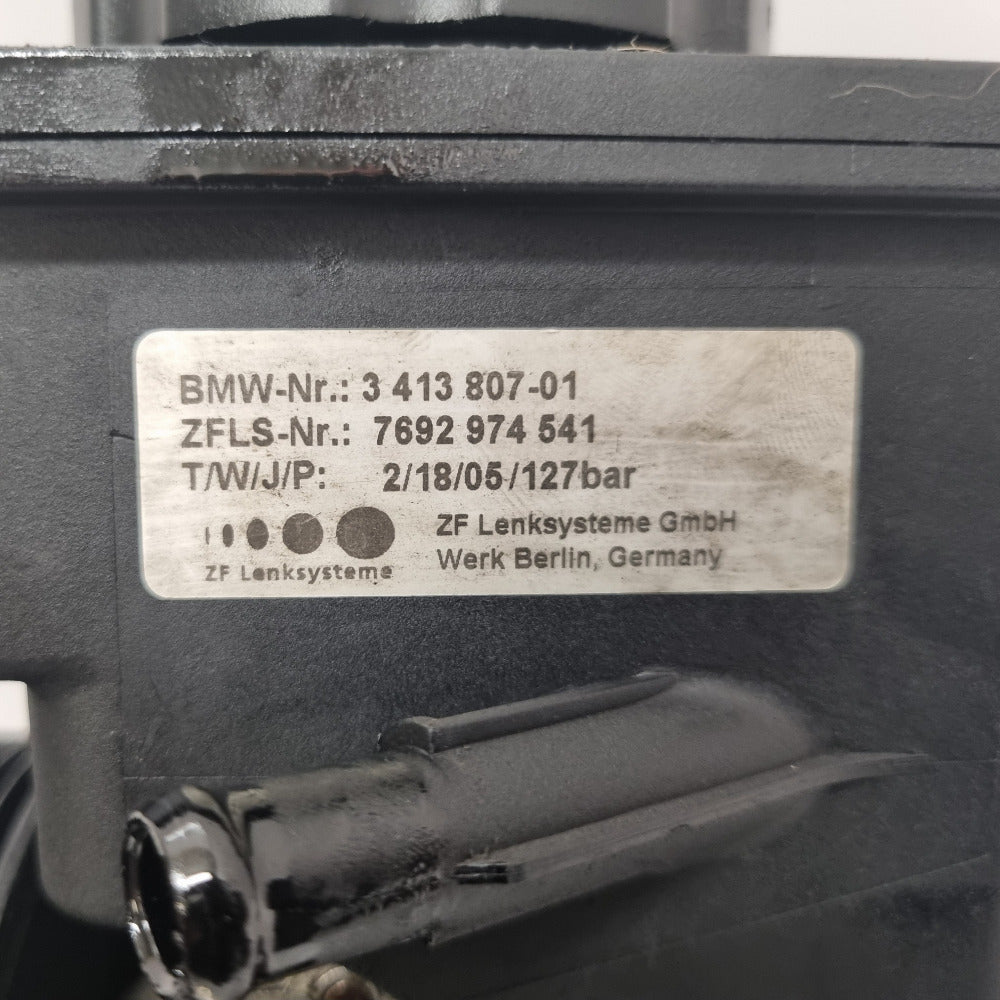 BMW-Nr.: 3 413 807-01
ZFLS-Nr.: 7692 974 541
T/W/J/P: 2/18/05/127bar
ZF Lenksysteme
ZF Lenksysteme GmbH
Werk Berlin, Germany